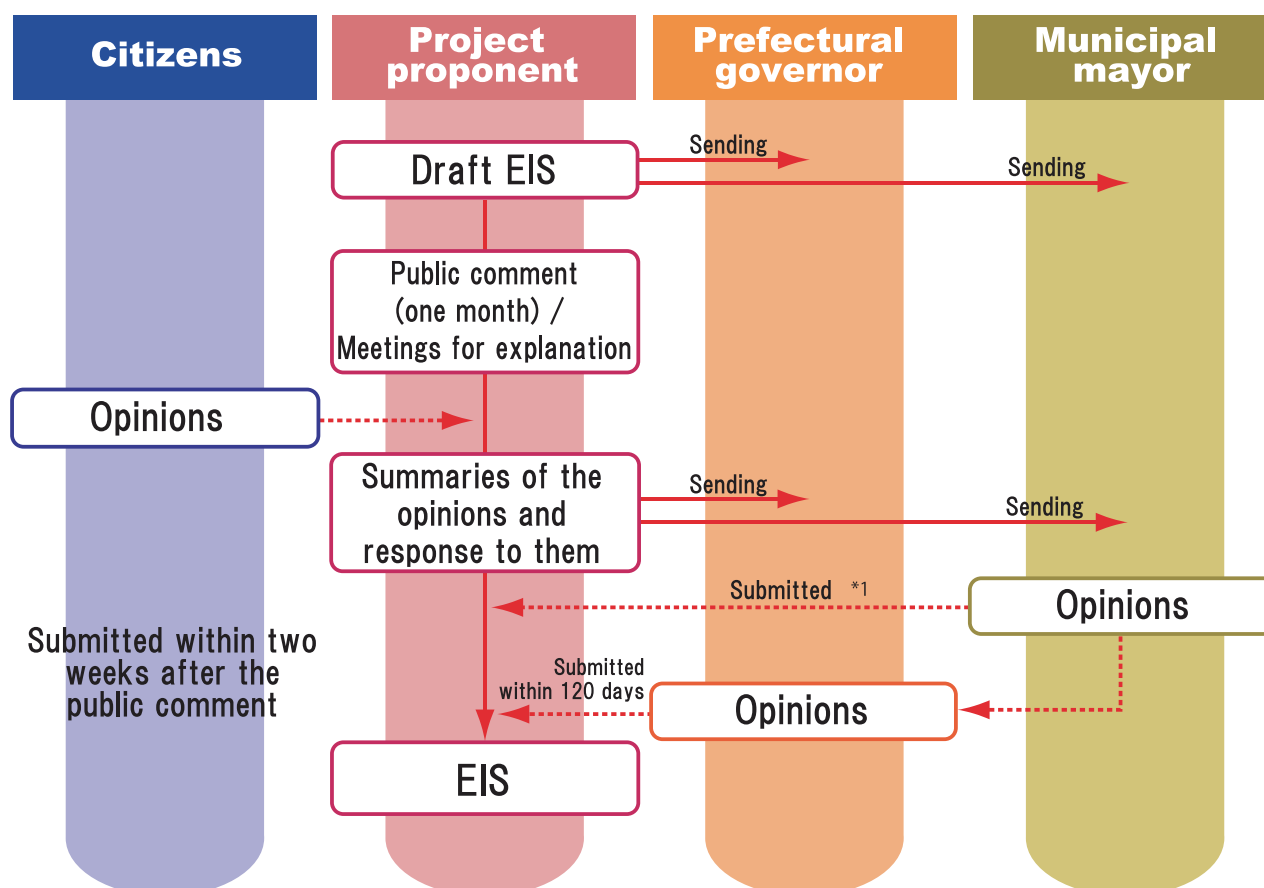 Citizens
Project
proponent
Prefectural
governor
Municipal
mayor
Draft EIS
Sending
Sending
Public comment
(one month) /
Meetings for explanation
Opinions
Summaries of the
opinions and
response to them
Sending
Sending
Submitted *1
Opinions
Submitted within two
weeks after the
public comment
Submitted
within 120 days
Opinions
EIS